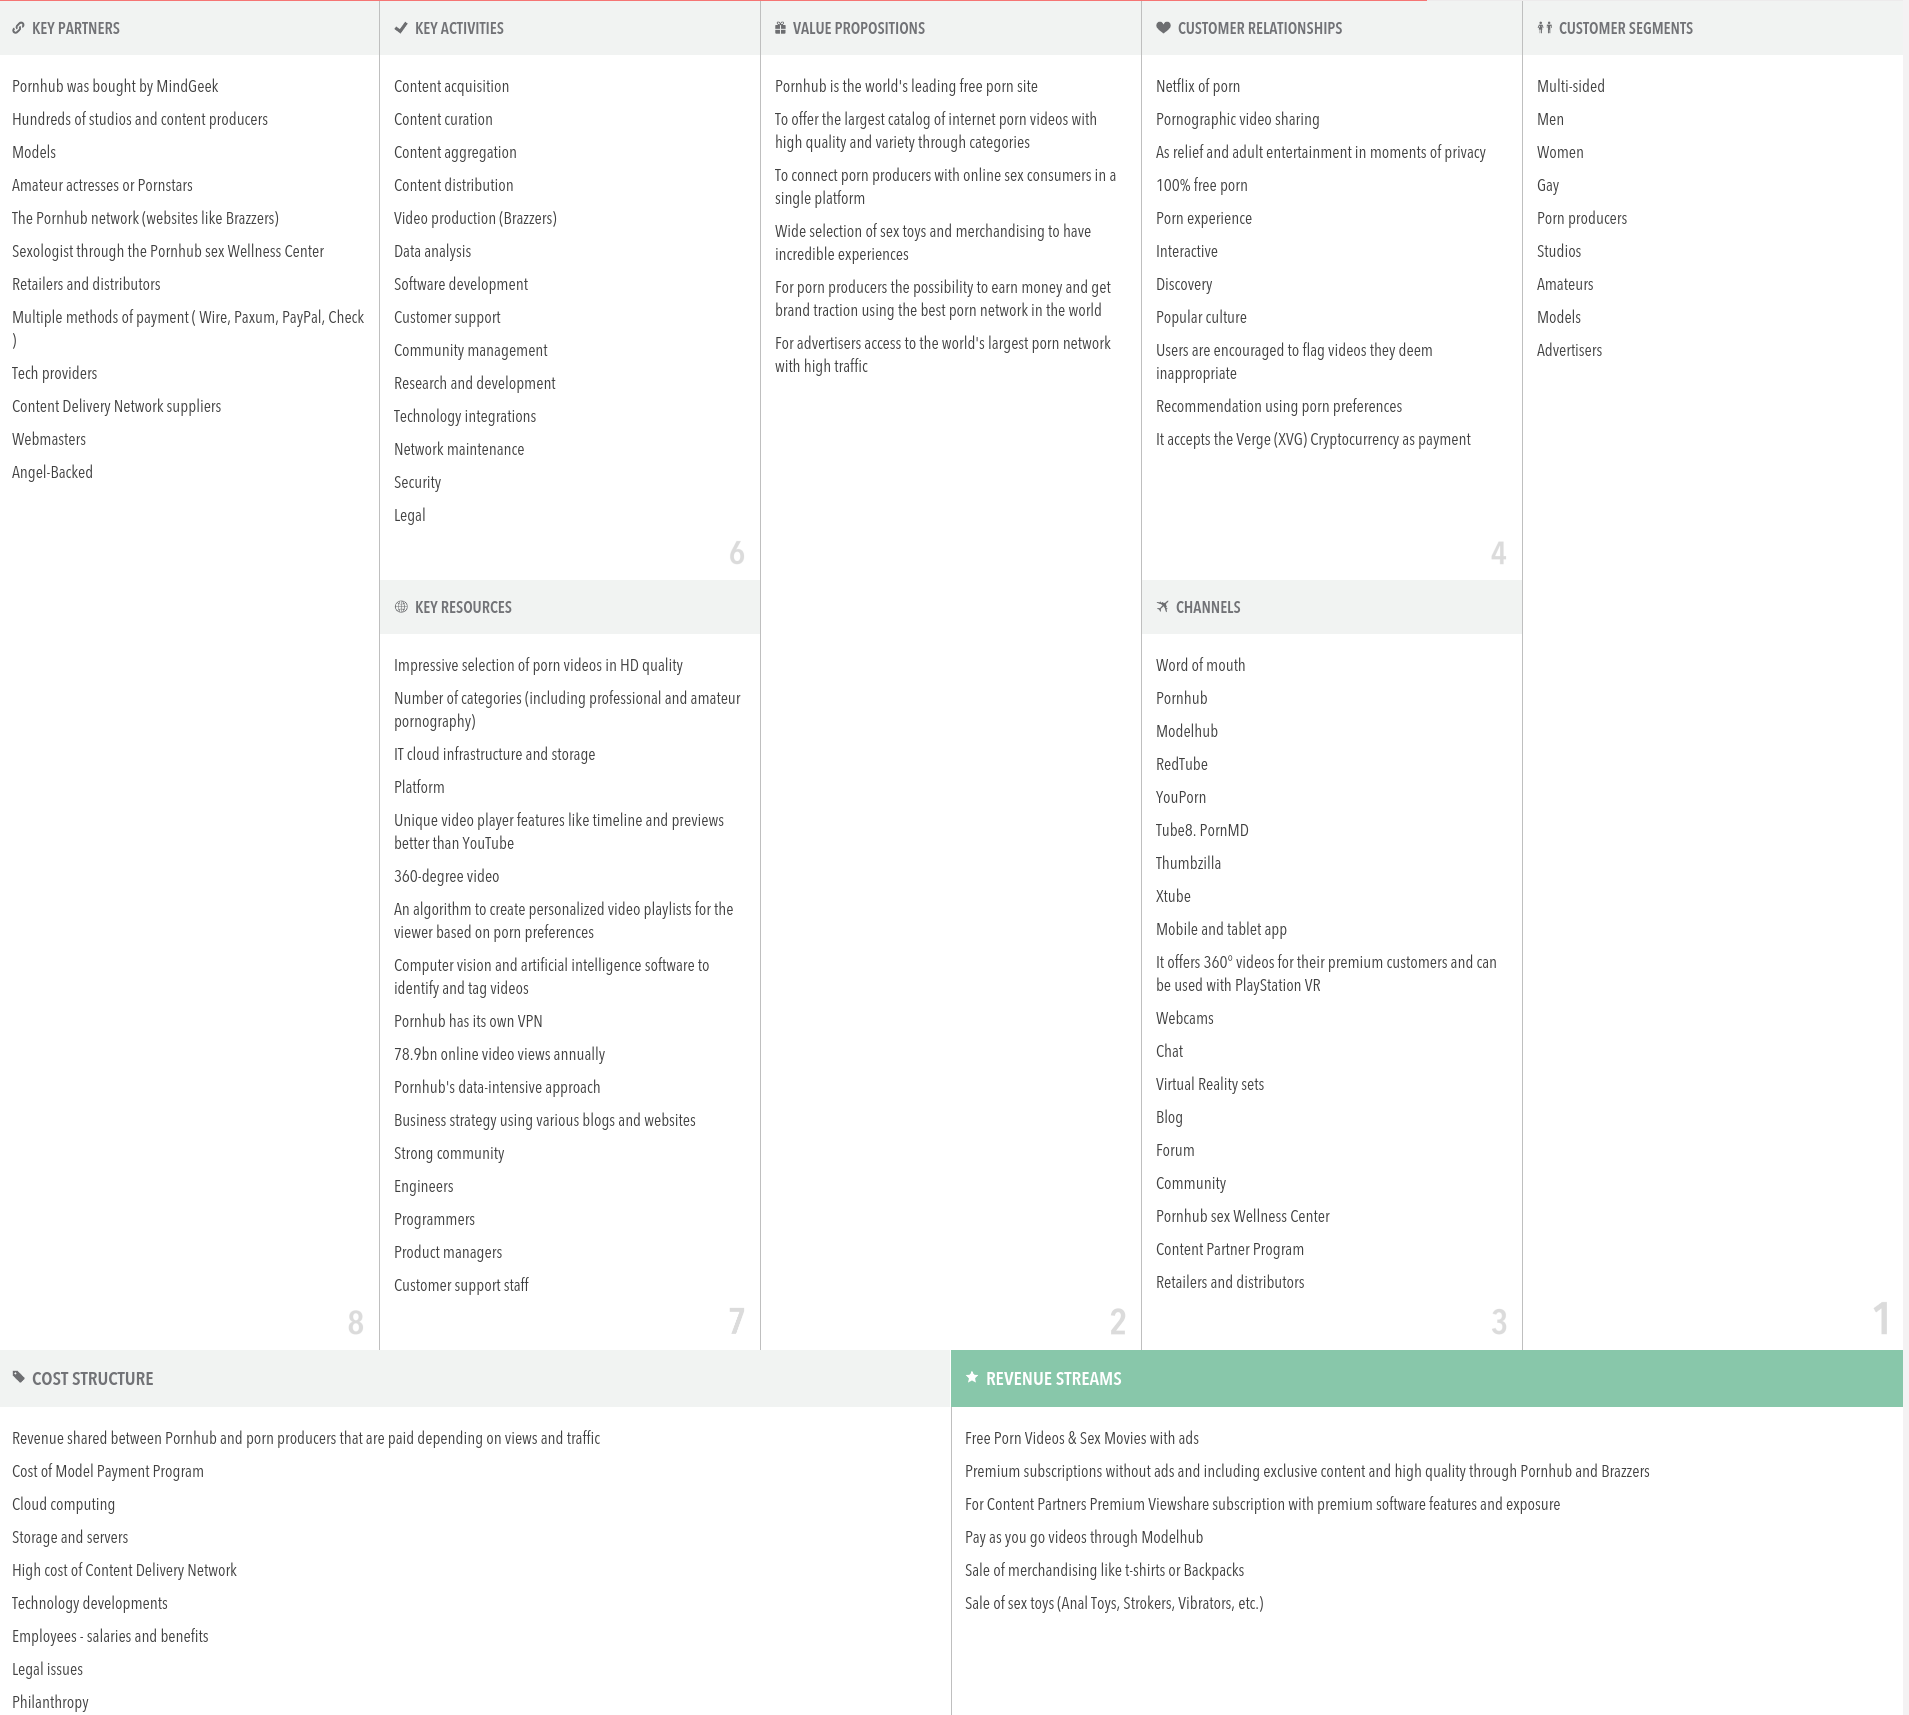 KEY PARTNERS
Pornhub was bought by MindGeek
Hundreds of studios and content producers
Models
Amateur actresses or Pornstars
The Pornhub network (websites like Brazzers)
Sexologist through the Pornhub sex Wellness Center
Retailers and distributors
Multiple methods of payment ( Wire, Paxum, PayPal, Check
)
Tech providers
Content Delivery Network suppliers
Webmasters
Angel-Backed
8
KEY ACTIVITIES
Content acquisition
Content curation
Content aggregation
Content distribution
Video production (Brazzers)
Data analysis
Software development
Customer support
Community management
Research and development
Technology integrations
Network maintenance
Security
Legal
6
KEY RESOURCES
Impressive selection of porn videos in HD quality
Number of categories (including professional and amateur
pornography)
IT cloud infrastructure and storage
Platform
Unique video player features like timeline and previews
better than YouTube
360-degree video
An algorithm to create personalized video playlists for the
viewer based on porn preferences
Computer vision and artificial intelligence software to
identify and tag videos
Pornhub has its own VPN
78.9bn online video views annually
Pornhub's data-intensive approach
Business strategy using various blogs and websites
Strong community
Engineers
Programmers
Product managers
Customer support staff
7
VALUE PROPOSITIONS
Pornhub is the world's leading free porn site
To offer the largest catalog of internet porn videos with
high quality and variety through categories
To connect porn producers with online sex consumers in a
single platform
Wide selection of sex toys and merchandising to have
incredible experiences
For porn producers the possibility to earn money and get
brand traction using the best porn network in the world
For advertisers access to the world's largest porn network
with high traffic
2
CUSTOMER RELATIONSHIPS
Netflix of porn
Pornographic video sharing
As relief and adult entertainment in moments of privacy
100% free porn
Porn experience
Interactive
Discovery
Popular culture
Users are encouraged to flag videos they deem
inappropriate
Recommendation using porn preferences
It accepts the Verge (XVG) Cryptocurrency as payment
4
CHANNELS
Word of mouth
Pornhub
Modelhub
RedTube
YouPorn
Tube8. PornMD
Thumbzilla
Xtube
Mobile and tablet app
It offers 360º videos for their premium customers and can
be used with PlayStation VR
Webcams
Chat
Virtual Reality sets
Blog
Forum
Community
Pornhub sex Wellness Center
Content Partner Program
Retailers and distributors
3
CUSTOMER SEGMENTS
Multi-sided
Men
Women
Gay
Porn producers
Studios
Amateurs
Models
Advertisers
1
COST STRUCTURE
Revenue shared between Pornhub and porn producers that are paid depending on views and traffic
Cost of Model Payment Program
Cloud computing
Storage and servers
High cost of Content Delivery Network
Technology developments
Employees - salaries and benefits
Legal issues
Philanthropy
REVENUE STREAMS
Free Porn Videos & Sex Movies with ads
Premium subscriptions without ads and including exclusive content and high quality through Pornhub and Brazzers
For Content Partners Premium Viewshare subscription with premium software features and exposure
Pay as you go videos through Modelhub
Sale of merchandising like t-shirts or Backpacks
Sale of sex toys (Anal Toys, Strokers, Vibrators, etc.)